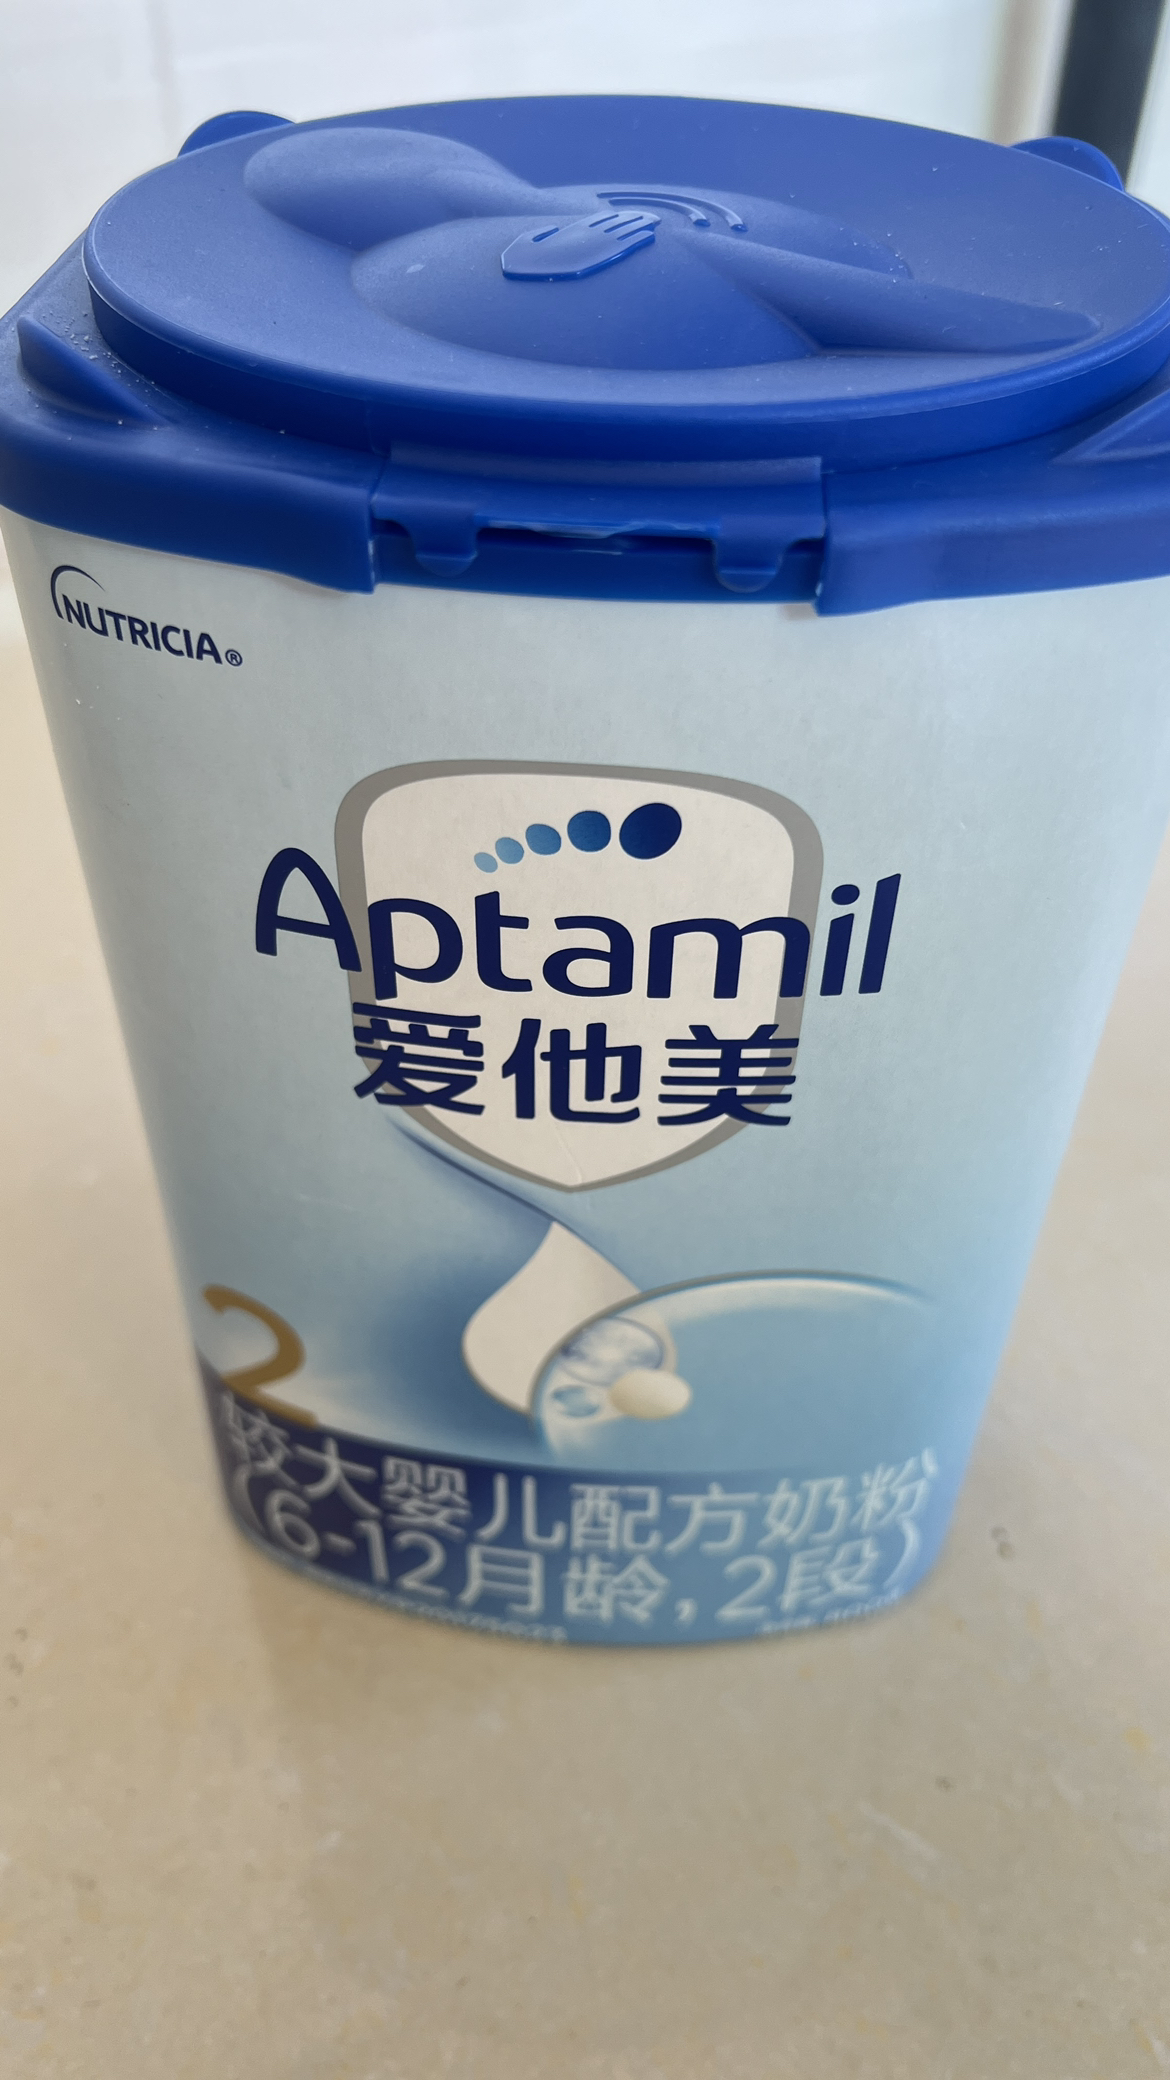 NUTRICIA®
Aptamil
爱他美
2
较大婴儿配方奶粉
(6-12月龄，2段)